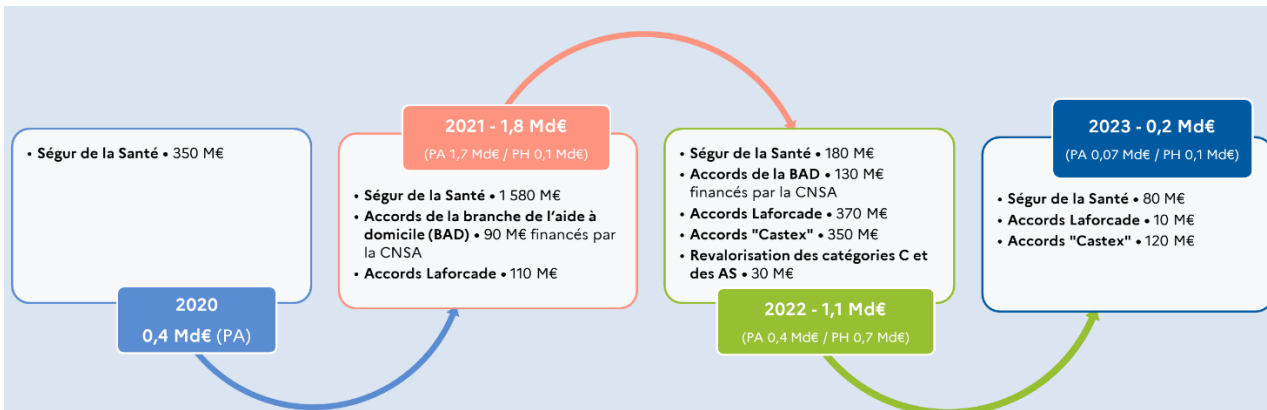 • Ségur de la Santé • 350 M€
2020
0,4 Md€ (PA)
2021 - 1,8 Md€
(PA 1,7 Md€ / PH 0,1 Md€)
• Ségur de la Santé • 1 580 M€
• Accords de la branche de l'aide à
domicile (BAD) • 90 M€ financés par
la CNSA
• Accords Laforcade • 110 M€
• Ségur de la Santé • 180 M€
• Accords de la BAD • 130 M€
financés par la CNSA
• Accords Laforcade • 370 M€
• Accords "Castex" • 350 M€
• Revalorisation des catégories C et
des AS • 30 M€
2022 - 1,1 Md€
(PA 0,4 Md€ / PH 0,7 Md€)
2023 - 0,2 Md€
(PA 0,07 Md€ / PH 0,1 Md€)
• Ségur de la Santé • 80 M€
• Accords Laforcade • 10 M€
• Accords "Castex" • 120 M€